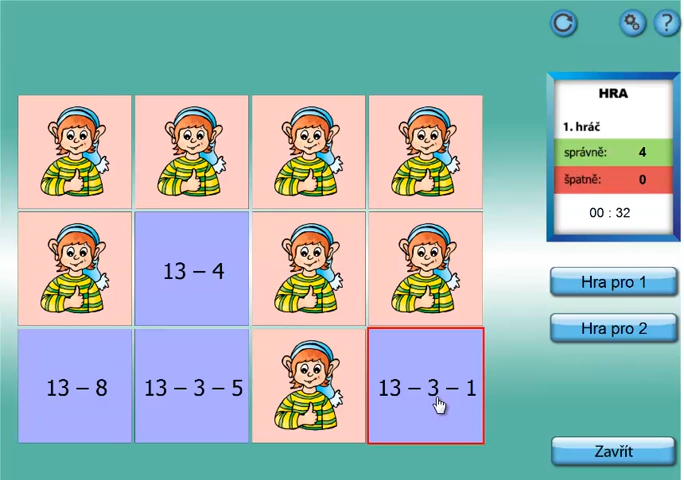 HRA
1. hráč
správně: 4
špatně: 0
00 : 32
13 – 4
Hra pro 1
Hra pro 2
13 – 8
13 – 3 – 5
13 – 3 – 1
Zavřít
?